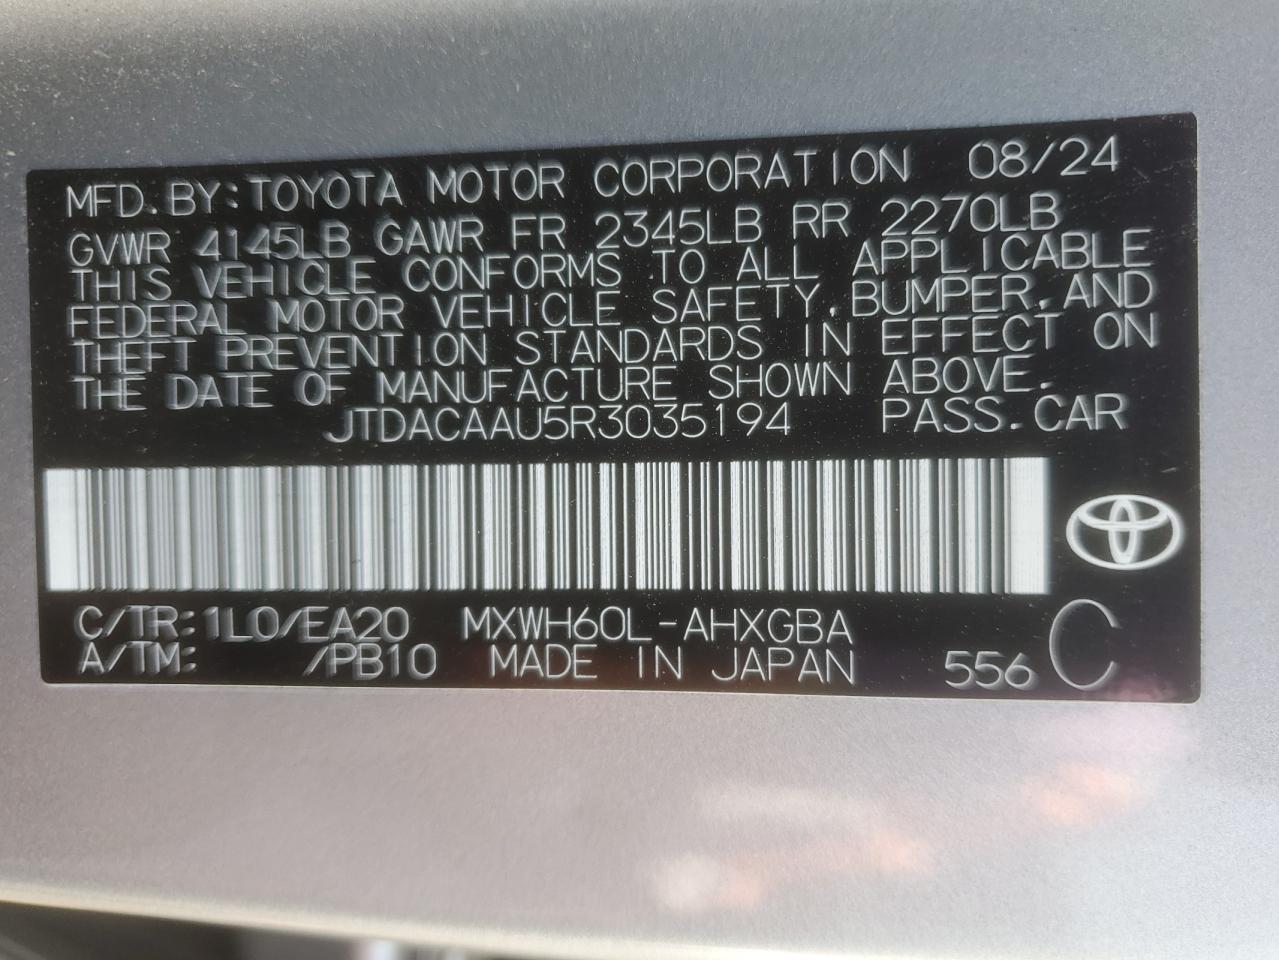 MFD.BY:TOYOTA MOTOR CORPORATION 08/24
GVWR 4145LB GAWR FR 2345LB RR 2270LB
THIS VEHICLE CONFORMS TO ALL APPLICABLE
FEDERAL MOTOR VEHICLE SAFETY,BUMPER,AND
THEFT PREVENTION STANDARDS IN EFFECT ON
THE DATE OF MANUFACTURE SHOWN ABOVE.
JTDACAAU5R3035194 PASS.CAR
C/TR:1L0/EA20 MXWH60L-AHXGBA C
A/TM: /PB10 MADE IN JAPAN 556